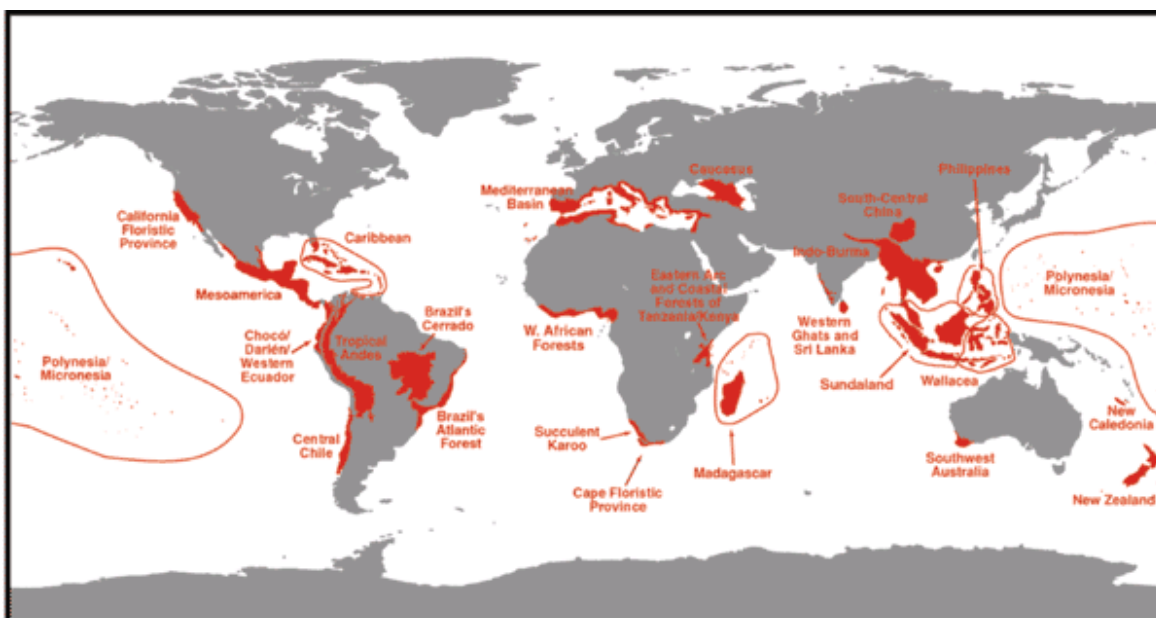 California
Floristic
Province
Caribbean
Mesoamerica
Polynesia/
Micronesia
Chocó/
Darién/
Western
Ecuador
Tropical
Andes
Brazil's
Cerrado
Brazil's
Atlantic
Forest
Central
Chile
Mediterranean
Basin
Caucasus
W. African
Forests
Eastern Arc
and Coastal
Forests of
Tanzania/Kenya
Succulent
Karoo
Cape Floristic
Province
Madagascar
Philippines
South-Central
China
Indo-Burma
Western
Ghats and
Sri Lanka
Sundaland
Wallacea
Polynesia/
Micronesia
New
Caledonia
Southwest
Australia
New Zealand